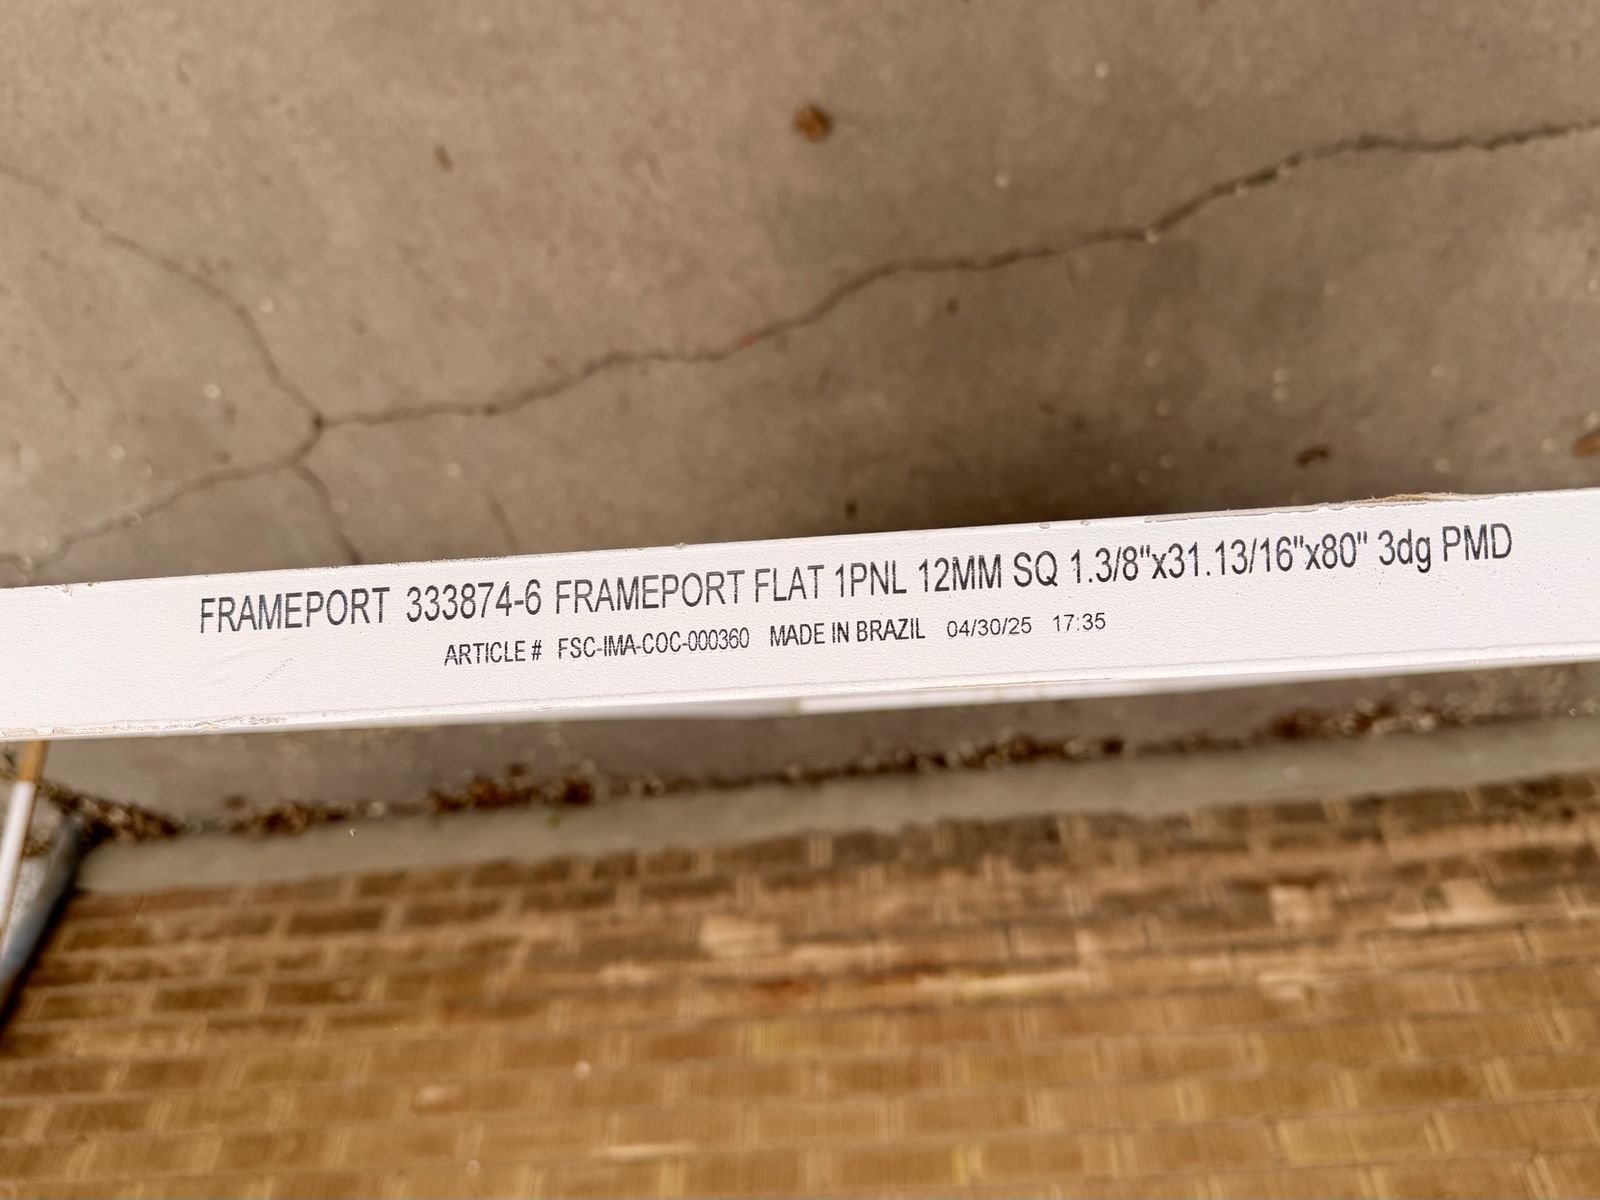 FRAMEPORT 333874-6 FRAMEPORT FLAT 1PNL 12MM SQ 1.3/8"x31.13/16"x80" 3dg PMD
ARTICLE # FSC-IMA-COC-000360 MADE IN BRAZIL 04/30/25 17:35